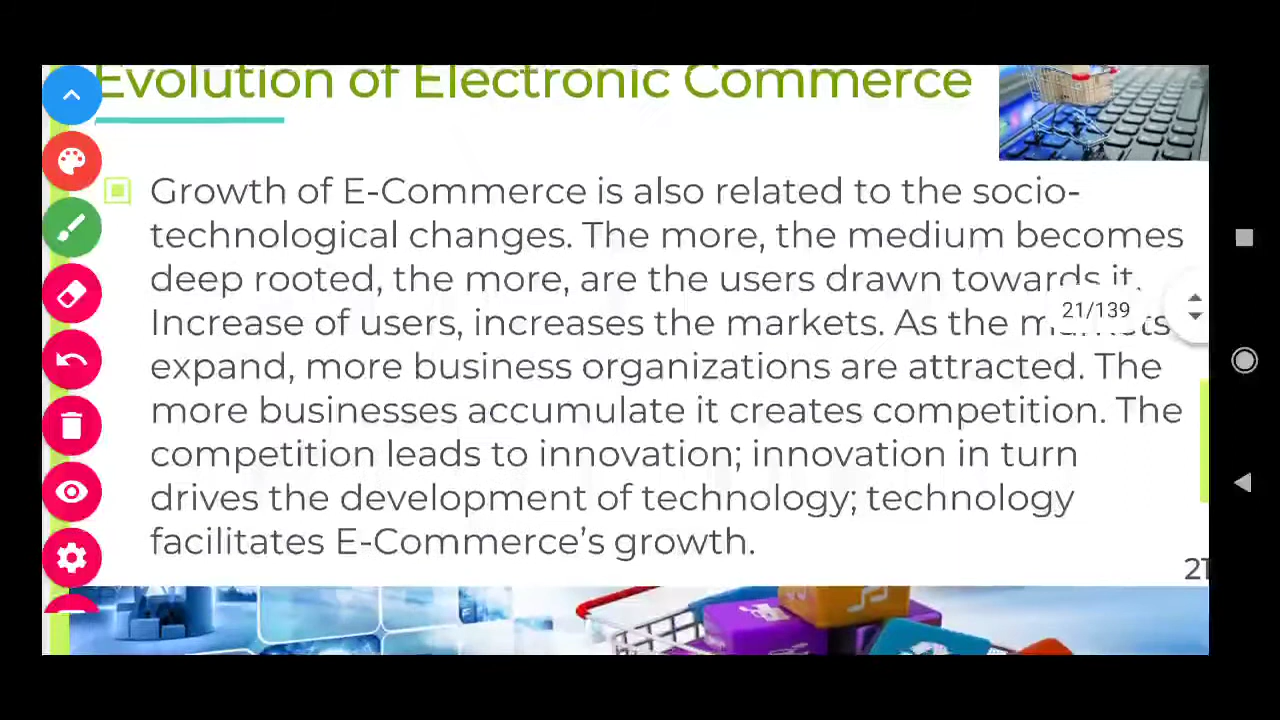 Evolution of Electronic Commerce
Growth of E-Commerce is also related to the socio-
technological changes. The more, the medium becomes
deep rooted, the more, are the users drawn towards it.
21/139
Increase of users, increases the markets. As the markets
expand, more business organizations are attracted. The
more businesses accumulate it creates competition. The
competition leads to innovation; innovation in turn
drives the development of technology; technology
facilitates E-Commerce's growth.
21